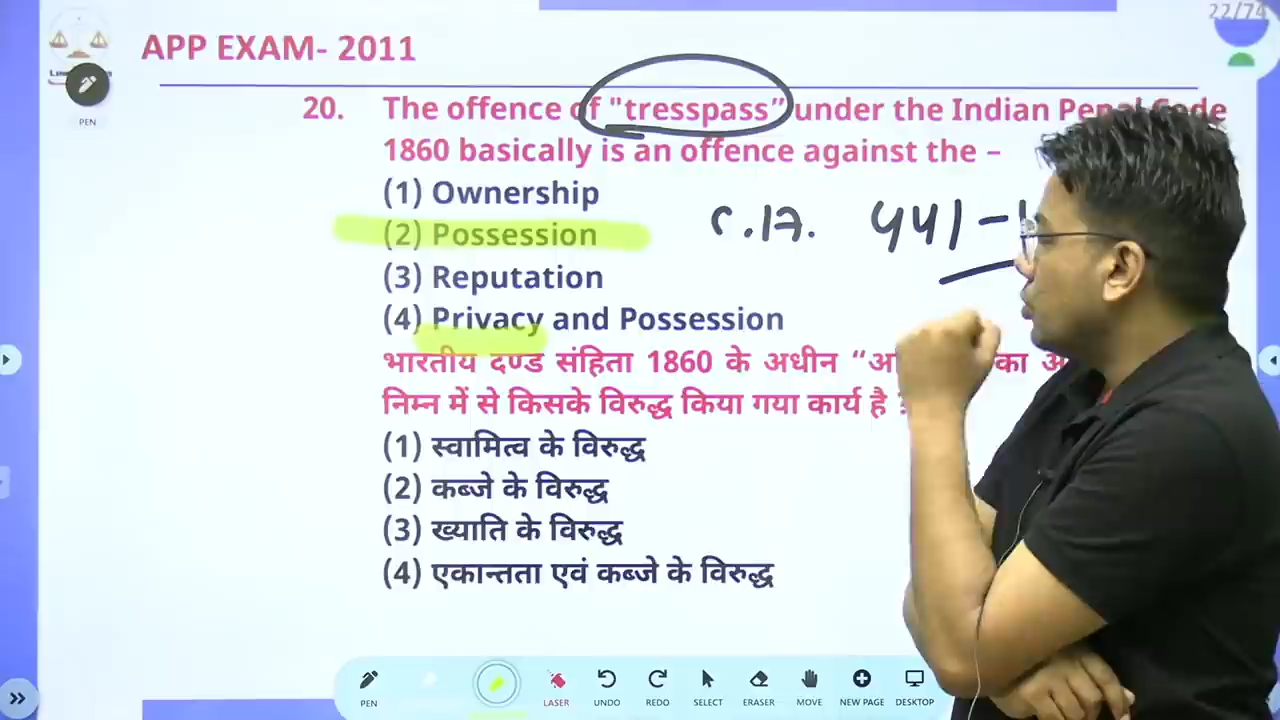 22/74
APP EXAM- 2011
PEN
20. The offence of "tresspass” under the Indian Penal Code
1860 basically is an offence against the –
(1) Ownership
(2) Possession
(3) Reputation
(4) Privacy and Possession
441-
भारतीय दण्ड संहिता 1860 के अधीन “
निम्न में से किसके विरुद्ध किया गया कार्य है
(1) स्वामित्व के विरुद्ध
(2) कब्जे के विरुद्ध
(3) ख्याति के विरुद्ध
(4) एकान्तता एवं कब्जे के विरुद्ध
PEN LASER UNDO REDO SELECT ERASER MOVE NEW PAGE DESKTOP